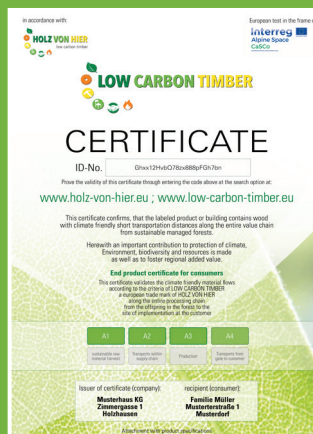 in accordance with:
European test in the frame
HOLZ VON HIER
low carbon timber
Interreg
Alpine Space
CaSCo
LOW CARBON TIMBER
CERTIFICATE
ID-No. Ghxx12HvbQ78zx888pFGh7bn
Prove the validity of this certificate through entering the code above at the search option at:
www.holz-von-hier.eu ; www.low-carbon-timber.eu
This certificate confirms, that the labeled product or building contains wood
with climate friendly short transportation distances along the entire value chain
from sustainable managed forests.
Herewith an important contribution to protection of climate,
Environment, biodiversity and resources is made
as well as to foster regional added value.
End product certificate for consumers
This certificate validates the climate friendly material flows
according to the criteria of LOW CARBON TIMBER
a european trade mark of HOLZ VON HIER
along the entire processing chain
from the offspring in the forest to the
site of implementation at the customer
A1 A2 A3 A4
sustainable raw
material harvest
Transports within
supply chain
Production
Transports from
gate to customer
Issuer of certificate (company):
Musterhaus KG
Zimmergasse 1
Holzhausen
recipient (consumer):
Familie Müller
Musterterstraße 1
Musterdorf
Attachment with product specifications